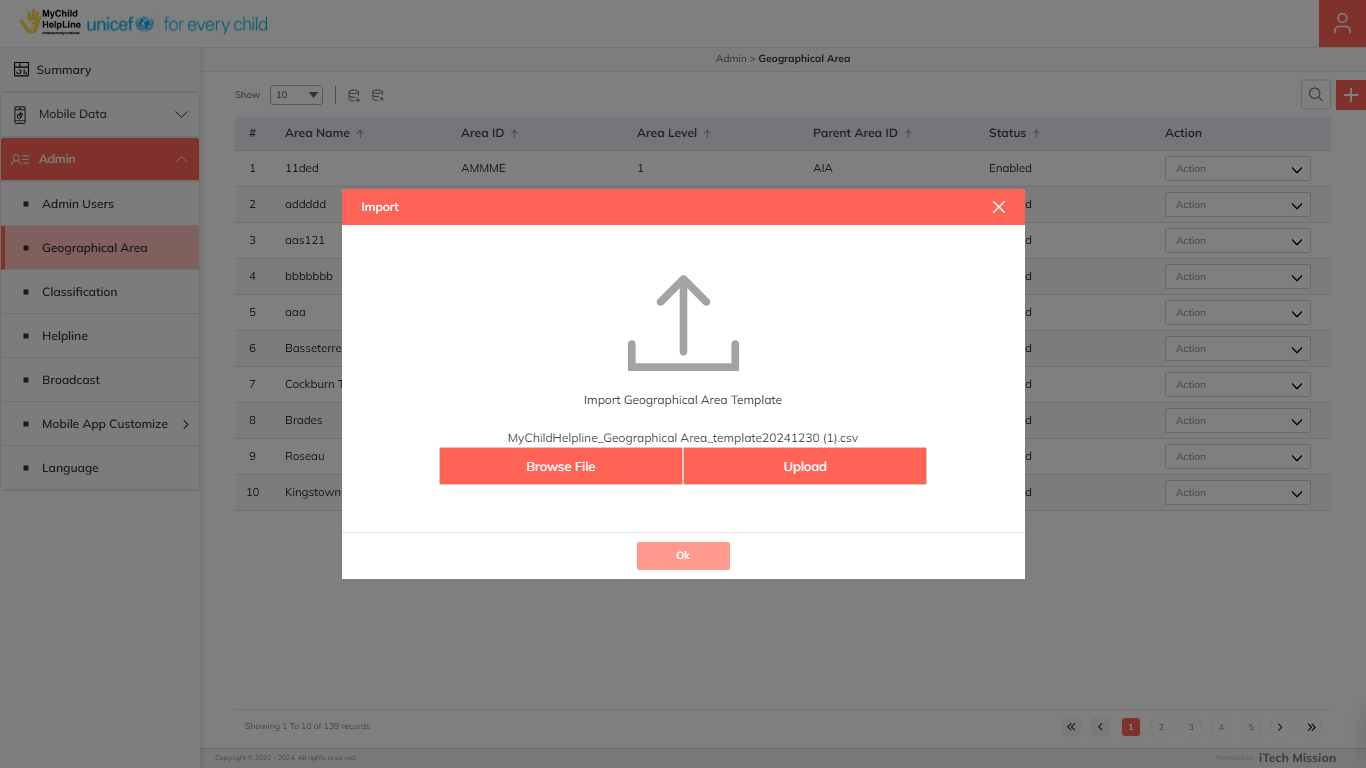 MyChild
HelpLine
unicef for every child
Summary
Mobile Data
Admin
Admin Users
Geographical Area
Classification
Helpline
Broadcast
Mobile App Customize
Language
Admin > Geographical Area
Show 10
# Area Name Area ID Area Level Parent Area ID Status Action
1 11ded AMMME 1 AIA Enabled Action
2 addddd d Action
3 aas121 d Action
4 bbbbbbb d Action
5 aaa d Action
6 Basseterre d Action
7 Cockburn T d Action
8 Brades d Action
9 Roseau d Action
10 Kingstown d Action
Import
Import Geographical Area Template
MyChildHelpline_Geographical Area_template20241230 (1).csv
Browse File Upload
Ok
Showing 1 To 10 of 139 records
1 2 3 4 5
Copyright © 2022 - 2024. All rights reserved.
Powered by iTech Mission